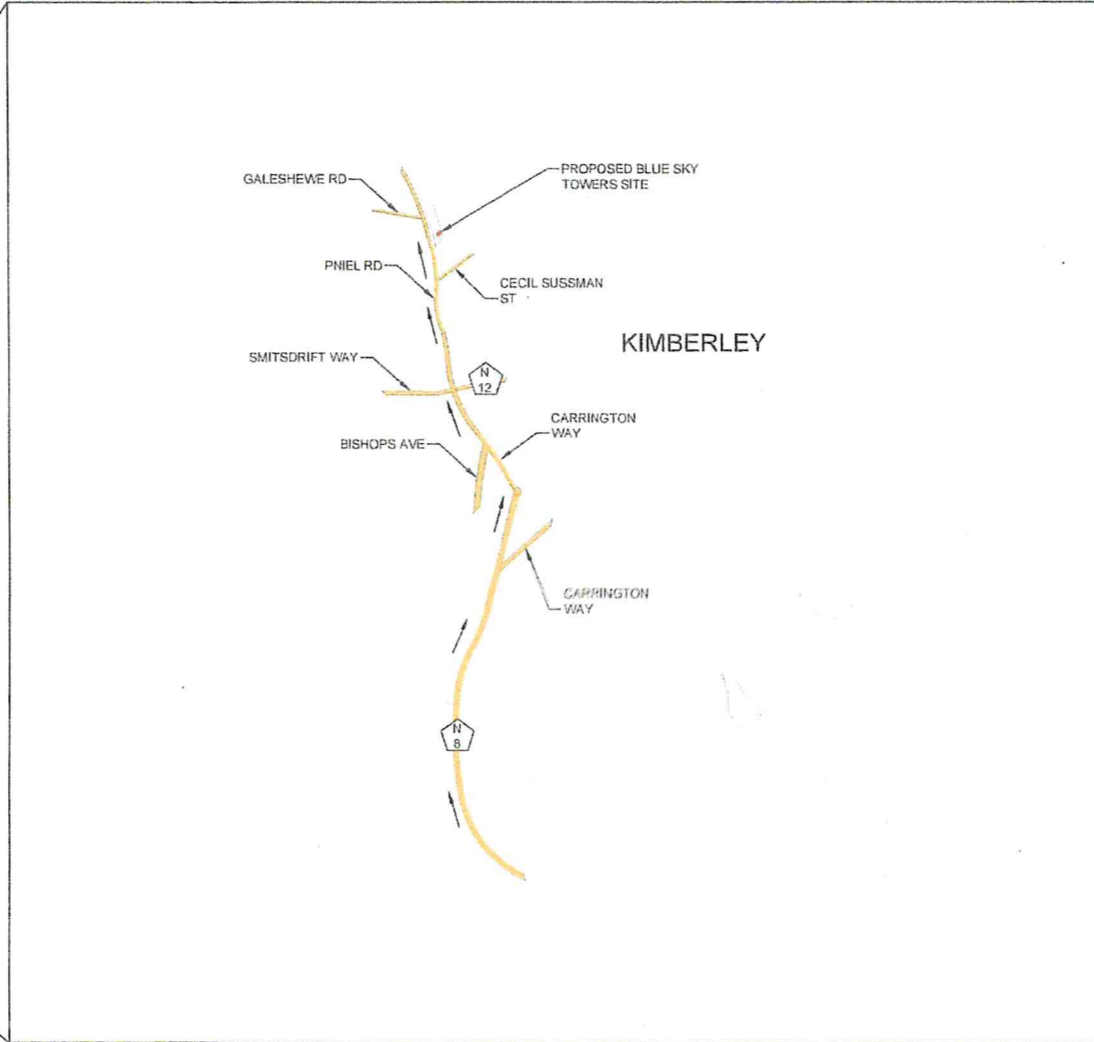 GALESHEWE RD
PROPOSED BLUE SKY
TOWERS SITE
PNIEL RD
CECIL SUSSMAN
ST
KIMBERLEY
SMITSDRIFT WAY
N
12
CARRINGTON
WAY
BISHOPS AVE
CARRINGTON
WAY
N
8